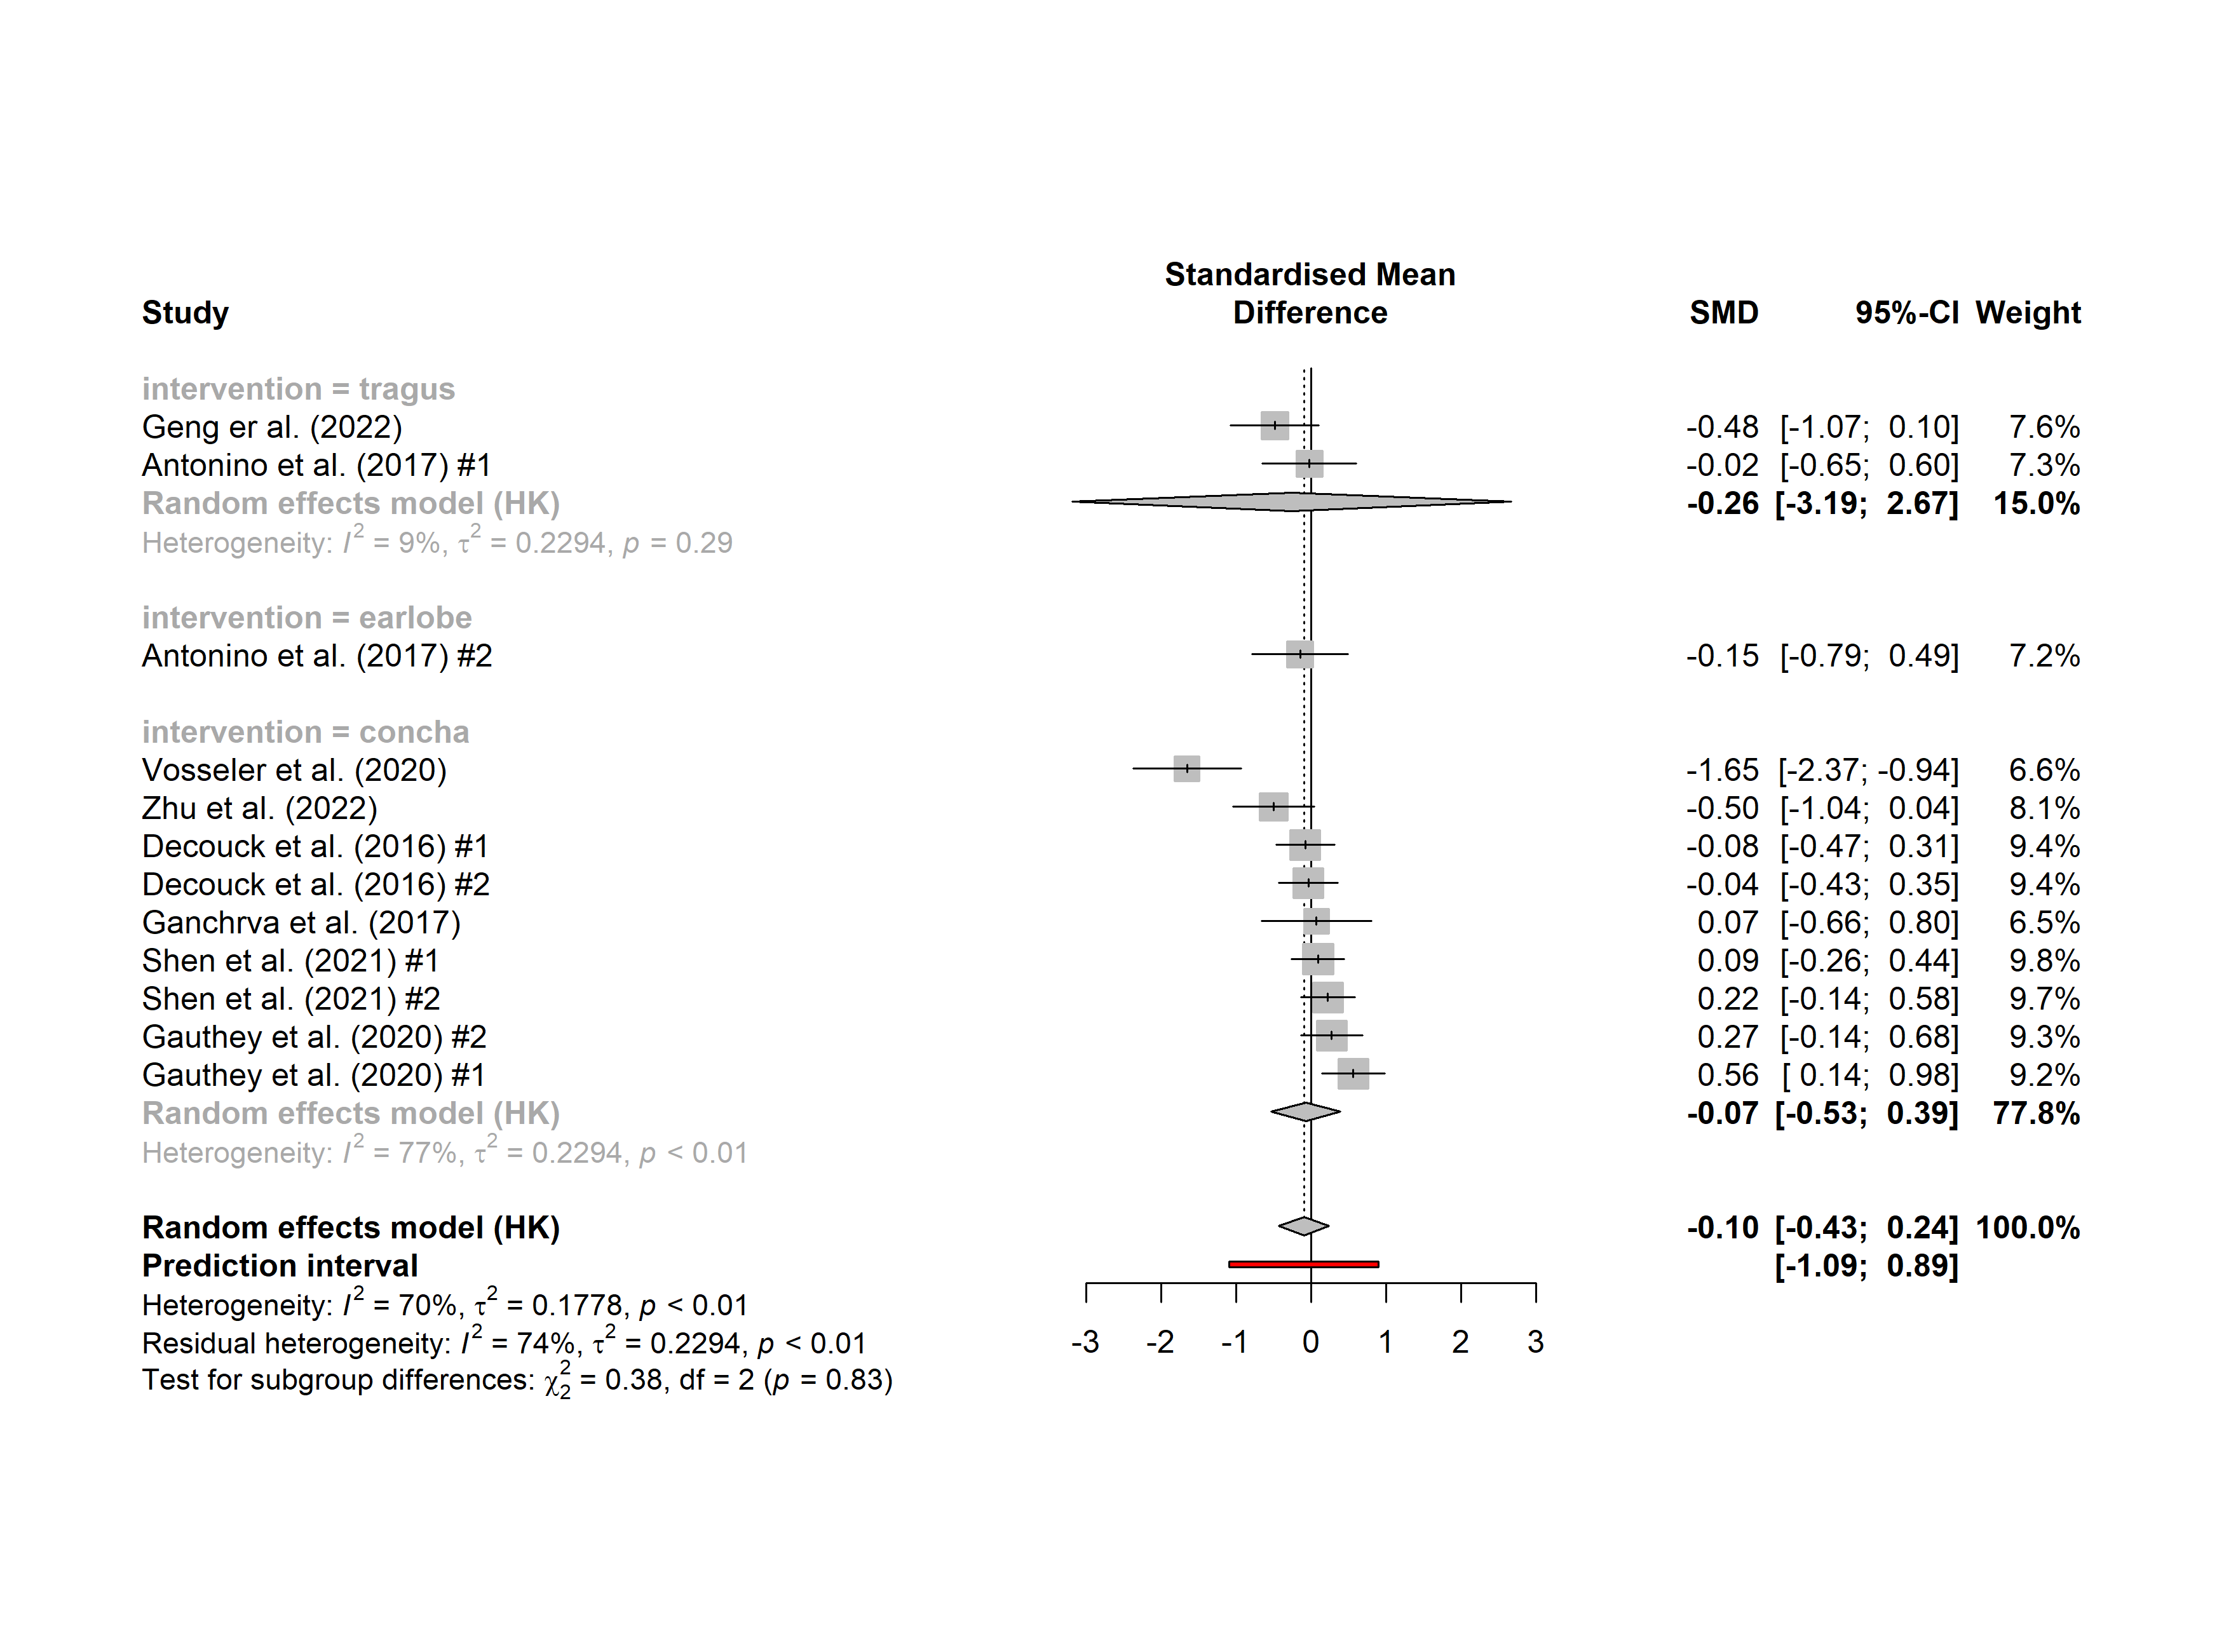 Standardised Mean
Study Difference SMD 95%-CI Weight
intervention = tragus
Geng er al. (2022) -0.48 [-1.07; 0.10] 7.6%
Antonino et al. (2017) #1 -0.02 [-0.65; 0.60] 7.3%
Random effects model (HK) -0.26 [-3.19; 2.67] 15.0%
Heterogeneity: I² = 9%, τ² = 0.2294, p = 0.29
intervention = earlobe
Antonino et al. (2017) #2 -0.15 [-0.79; 0.49] 7.2%
intervention = concha
Vosseler et al. (2020) -1.65 [-2.37; -0.94] 6.6%
Zhu et al. (2022) -0.50 [-1.04; 0.04] 8.1%
Decouck et al. (2016) #1 -0.08 [-0.47; 0.31] 9.4%
Decouck et al. (2016) #2 -0.04 [-0.43; 0.35] 9.4%
Ganchrva et al. (2017) 0.07 [-0.66; 0.80] 6.5%
Shen et al. (2021) #1 0.09 [-0.26; 0.44] 9.8%
Shen et al. (2021) #2 0.22 [-0.14; 0.58] 9.7%
Gauthey et al. (2020) #2 0.27 [-0.14; 0.68] 9.3%
Gauthey et al. (2020) #1 0.56 [ 0.14; 0.98] 9.2%
Random effects model (HK) -0.07 [-0.53; 0.39] 77.8%
Heterogeneity: I² = 77%, τ² = 0.2294, p < 0.01
Random effects model (HK) -0.10 [-0.43; 0.24] 100.0%
Prediction interval [-1.09; 0.89]
Heterogeneity: I² = 70%, τ² = 0.1778, p < 0.01
Residual heterogeneity: I² = 74%, τ² = 0.2294, p < 0.01
-3 -2 -1 0 1 2 3
Test for subgroup differences: χ²₂ = 0.38, df = 2 (p = 0.83)